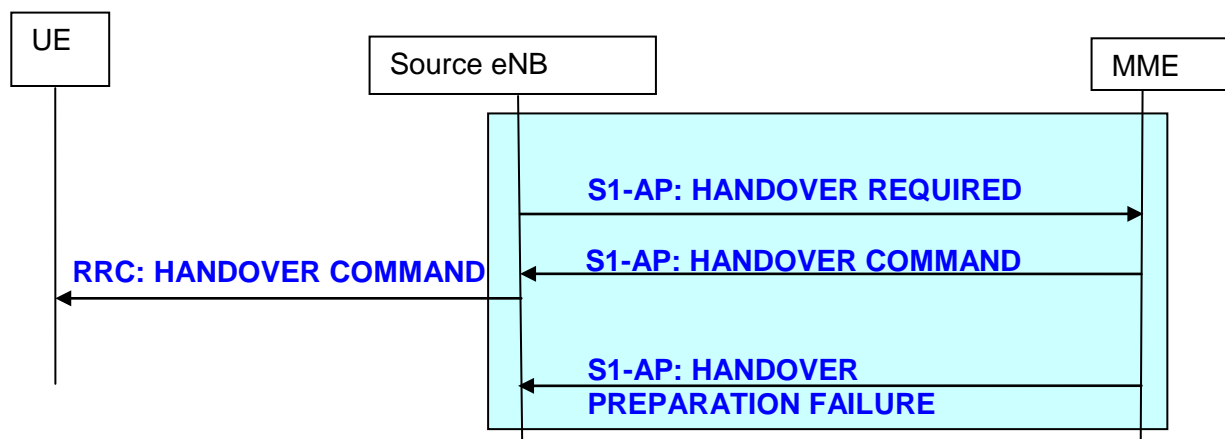 UE
Source eNB
MME
S1-AP: HANDOVER REQUIRED
RRC: HANDOVER COMMAND
S1-AP: HANDOVER COMMAND
S1-AP: HANDOVER
PREPARATION FAILURE